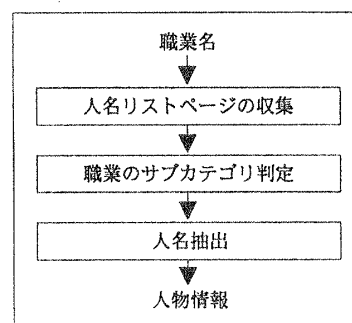 職業名
人名リストページの収集
職業のサブカテゴリ判定
人名抽出
人物情報